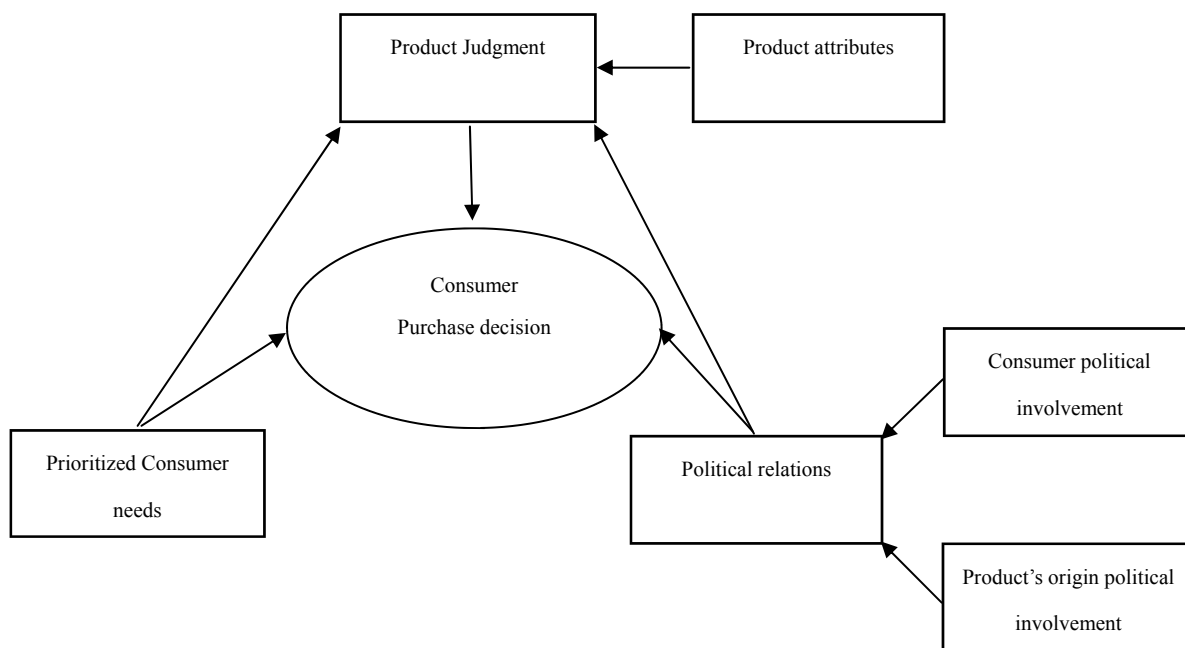 Product Judgment
Product attributes
Consumer
Purchase decision
Consumer political
involvement
Prioritized Consumer
needs
Political relations
Product’s origin political
involvement